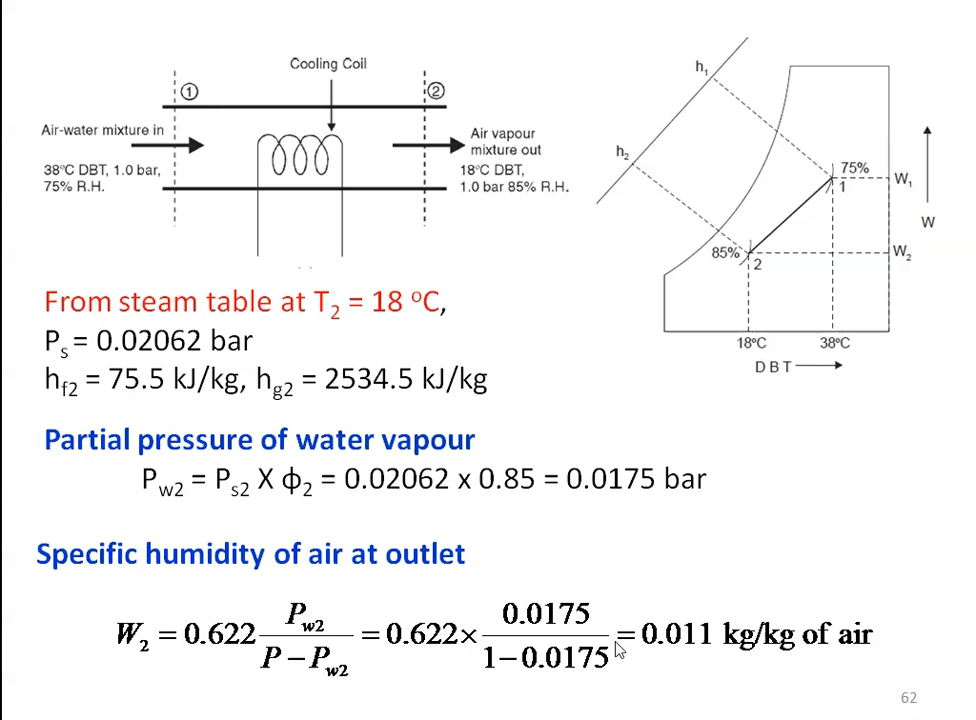 Cooling Coil
①
②
Air-water mixture in
38°C DBT, 1.0 bar,
75% R.H.
Air vapour
mixture out
18°C DBT,
1.0 bar 85% R.H.
h₁
h₂
75%
1
W₁
W
85%
2
W₂
18°C
38°C
D B T
From steam table at T₂ = 18 °C,
Pₛ = 0.02062 bar
h_f2 = 75.5 kJ/kg, h_g2 = 2534.5 kJ/kg
Partial pressure of water vapour
P_w2 = P_s2 X ϕ₂ = 0.02062 x 0.85 = 0.0175 bar
Specific humidity of air at outlet
W₂ = 0.622 P_w2 / (P − P_w2) = 0.622 × 0.0175 / (1 − 0.0175) = 0.011 kg/kg of air
62